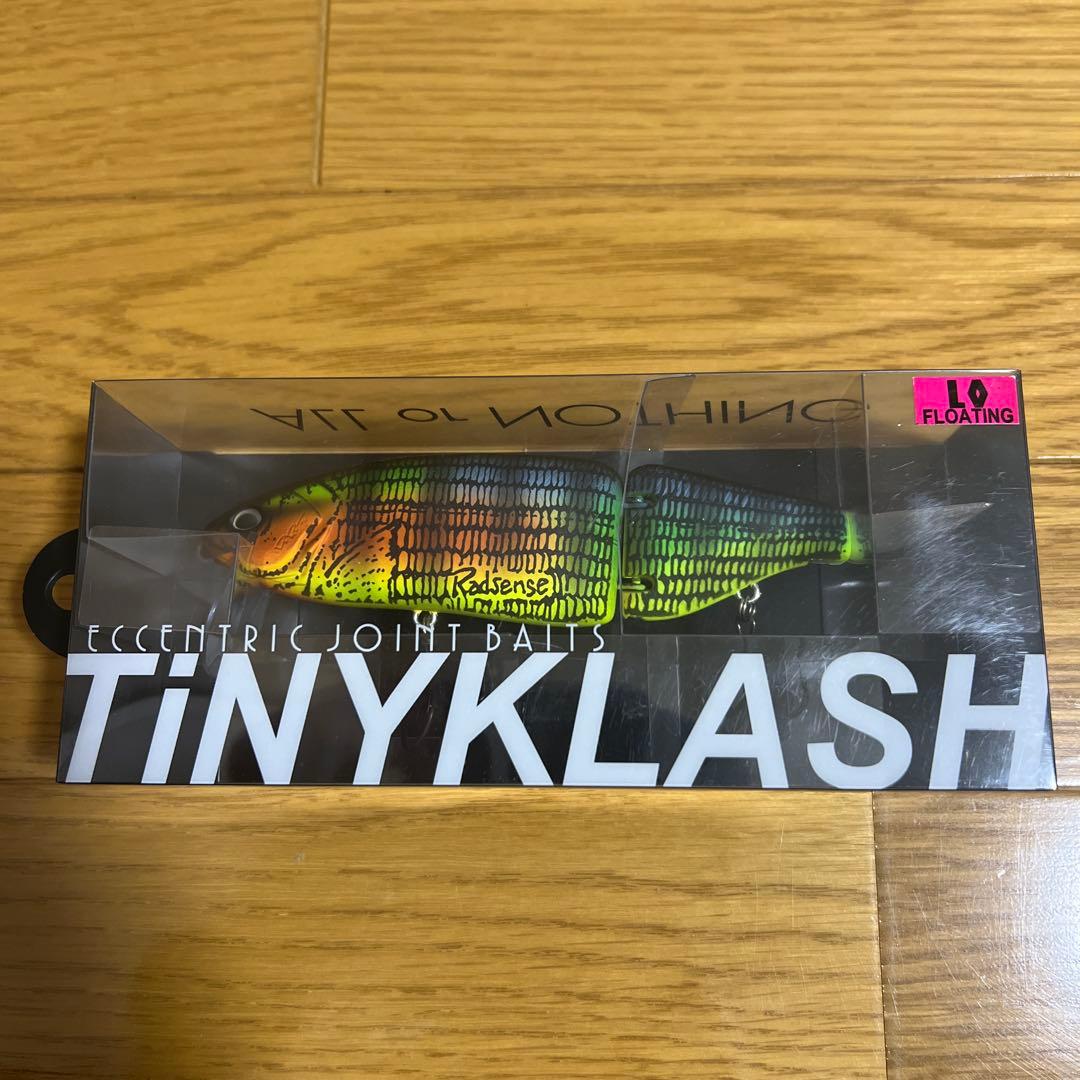 ALL or NOTHING.
LO
FLOATING
Radsense
ECCENTRIC JOINT BAITS
TiNYKLASH